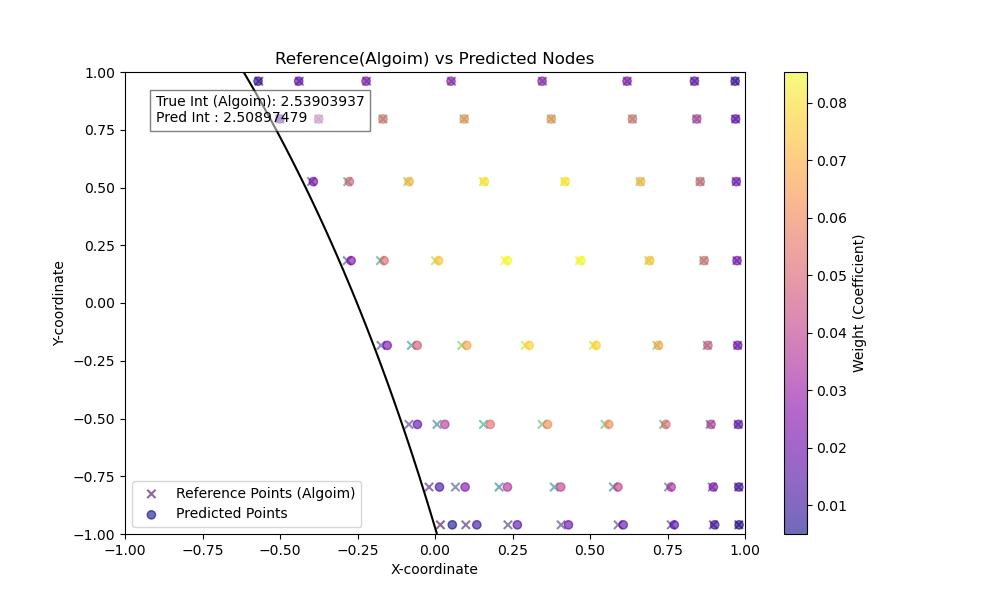 Reference(Algoim) vs Predicted Nodes
True Int (Algoim): 2.53903937
Pred Int : 2.50897479
Y-coordinate
1.00
0.75
0.50
0.25
0.00
−0.25
−0.50
−0.75
−1.00
Reference Points (Algoim)
Predicted Points
−1.00 −0.75 −0.50 −0.25 0.00 0.25 0.50 0.75 1.00
X-coordinate
0.08
0.07
0.06
0.05
0.04
0.03
0.02
0.01
Weight (Coefficient)